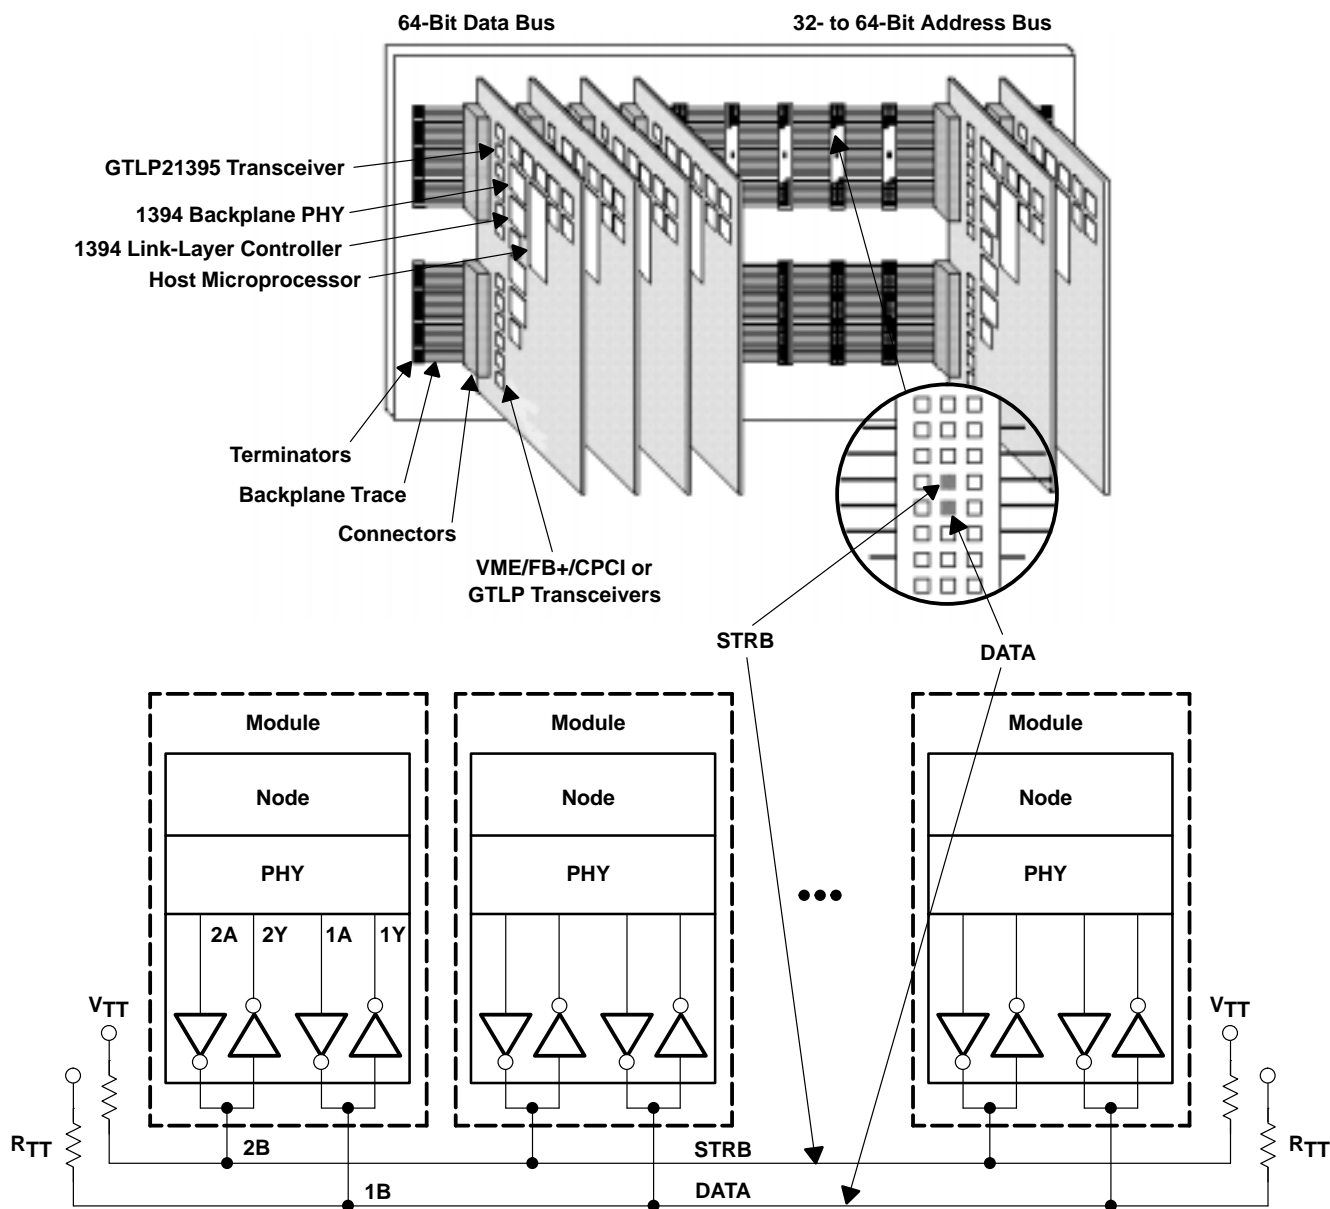 64-Bit Data Bus
32- to 64-Bit Address Bus
GTLP21395 Transceiver
1394 Backplane PHY
1394 Link-Layer Controller
Host Microprocessor
Terminators
Backplane Trace
Connectors
VME/FB+/CPCI or
GTLP Transceivers
STRB
DATA
Module
Module
Module
Node
Node
Node
PHY
PHY
PHY
2A
2Y
1A
1Y
VTT
VTT
RTT
RTT
2B
STRB
1B
DATA